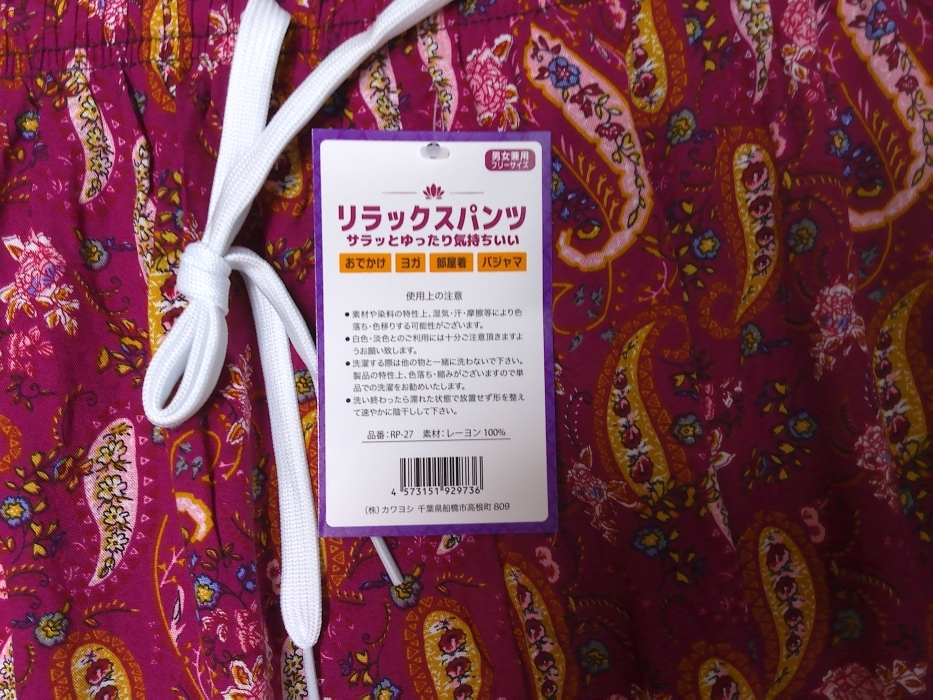 男女兼用
フリーサイズ
リラックスパンツ
サラッとゆったり気持ちいい
おでかけ ヨガ 部屋着 パジャマ
使用上の注意
●素材や染料の特性上、湿気・汗・摩擦等により色
落ち・色移りする可能性がございます。
●白色・淡色とのご利用には十分ご注意頂きますよ
うお願い致します。
●洗濯する際は他の物と一緒に洗わないで下さい。
製品の特性上、色落ち・縮みがございますので単
品での洗濯をお勧めいたします。
●洗い終わったら濡れた状態で放置せず形を整え
て速やかに陰干しして下さい。
品番：RP-27 素材：レーヨン 100%
4 573151 929736
（株）カワヨシ 千葉県船橋市高根町 809